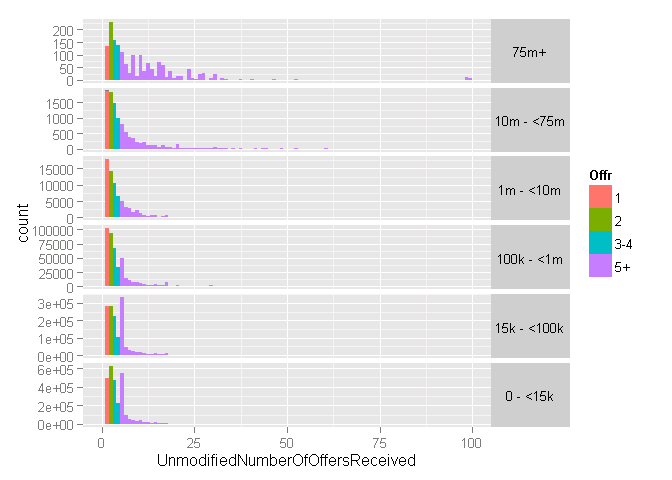 200
150
100
50
0
75m+
1500
1000
500
0
10m - <75m
15000
10000
5000
0
1m - <10m
100000
75000
50000
25000
0
100k - <1m
3e+05
2e+05
1e+05
0e+00
15k - <100k
6e+05
4e+05
2e+05
0e+00
0 - <15k
count
0 25 50 75 100
UnmodifiedNumberOfOffersReceived
Offr
1
2
3-4
5+